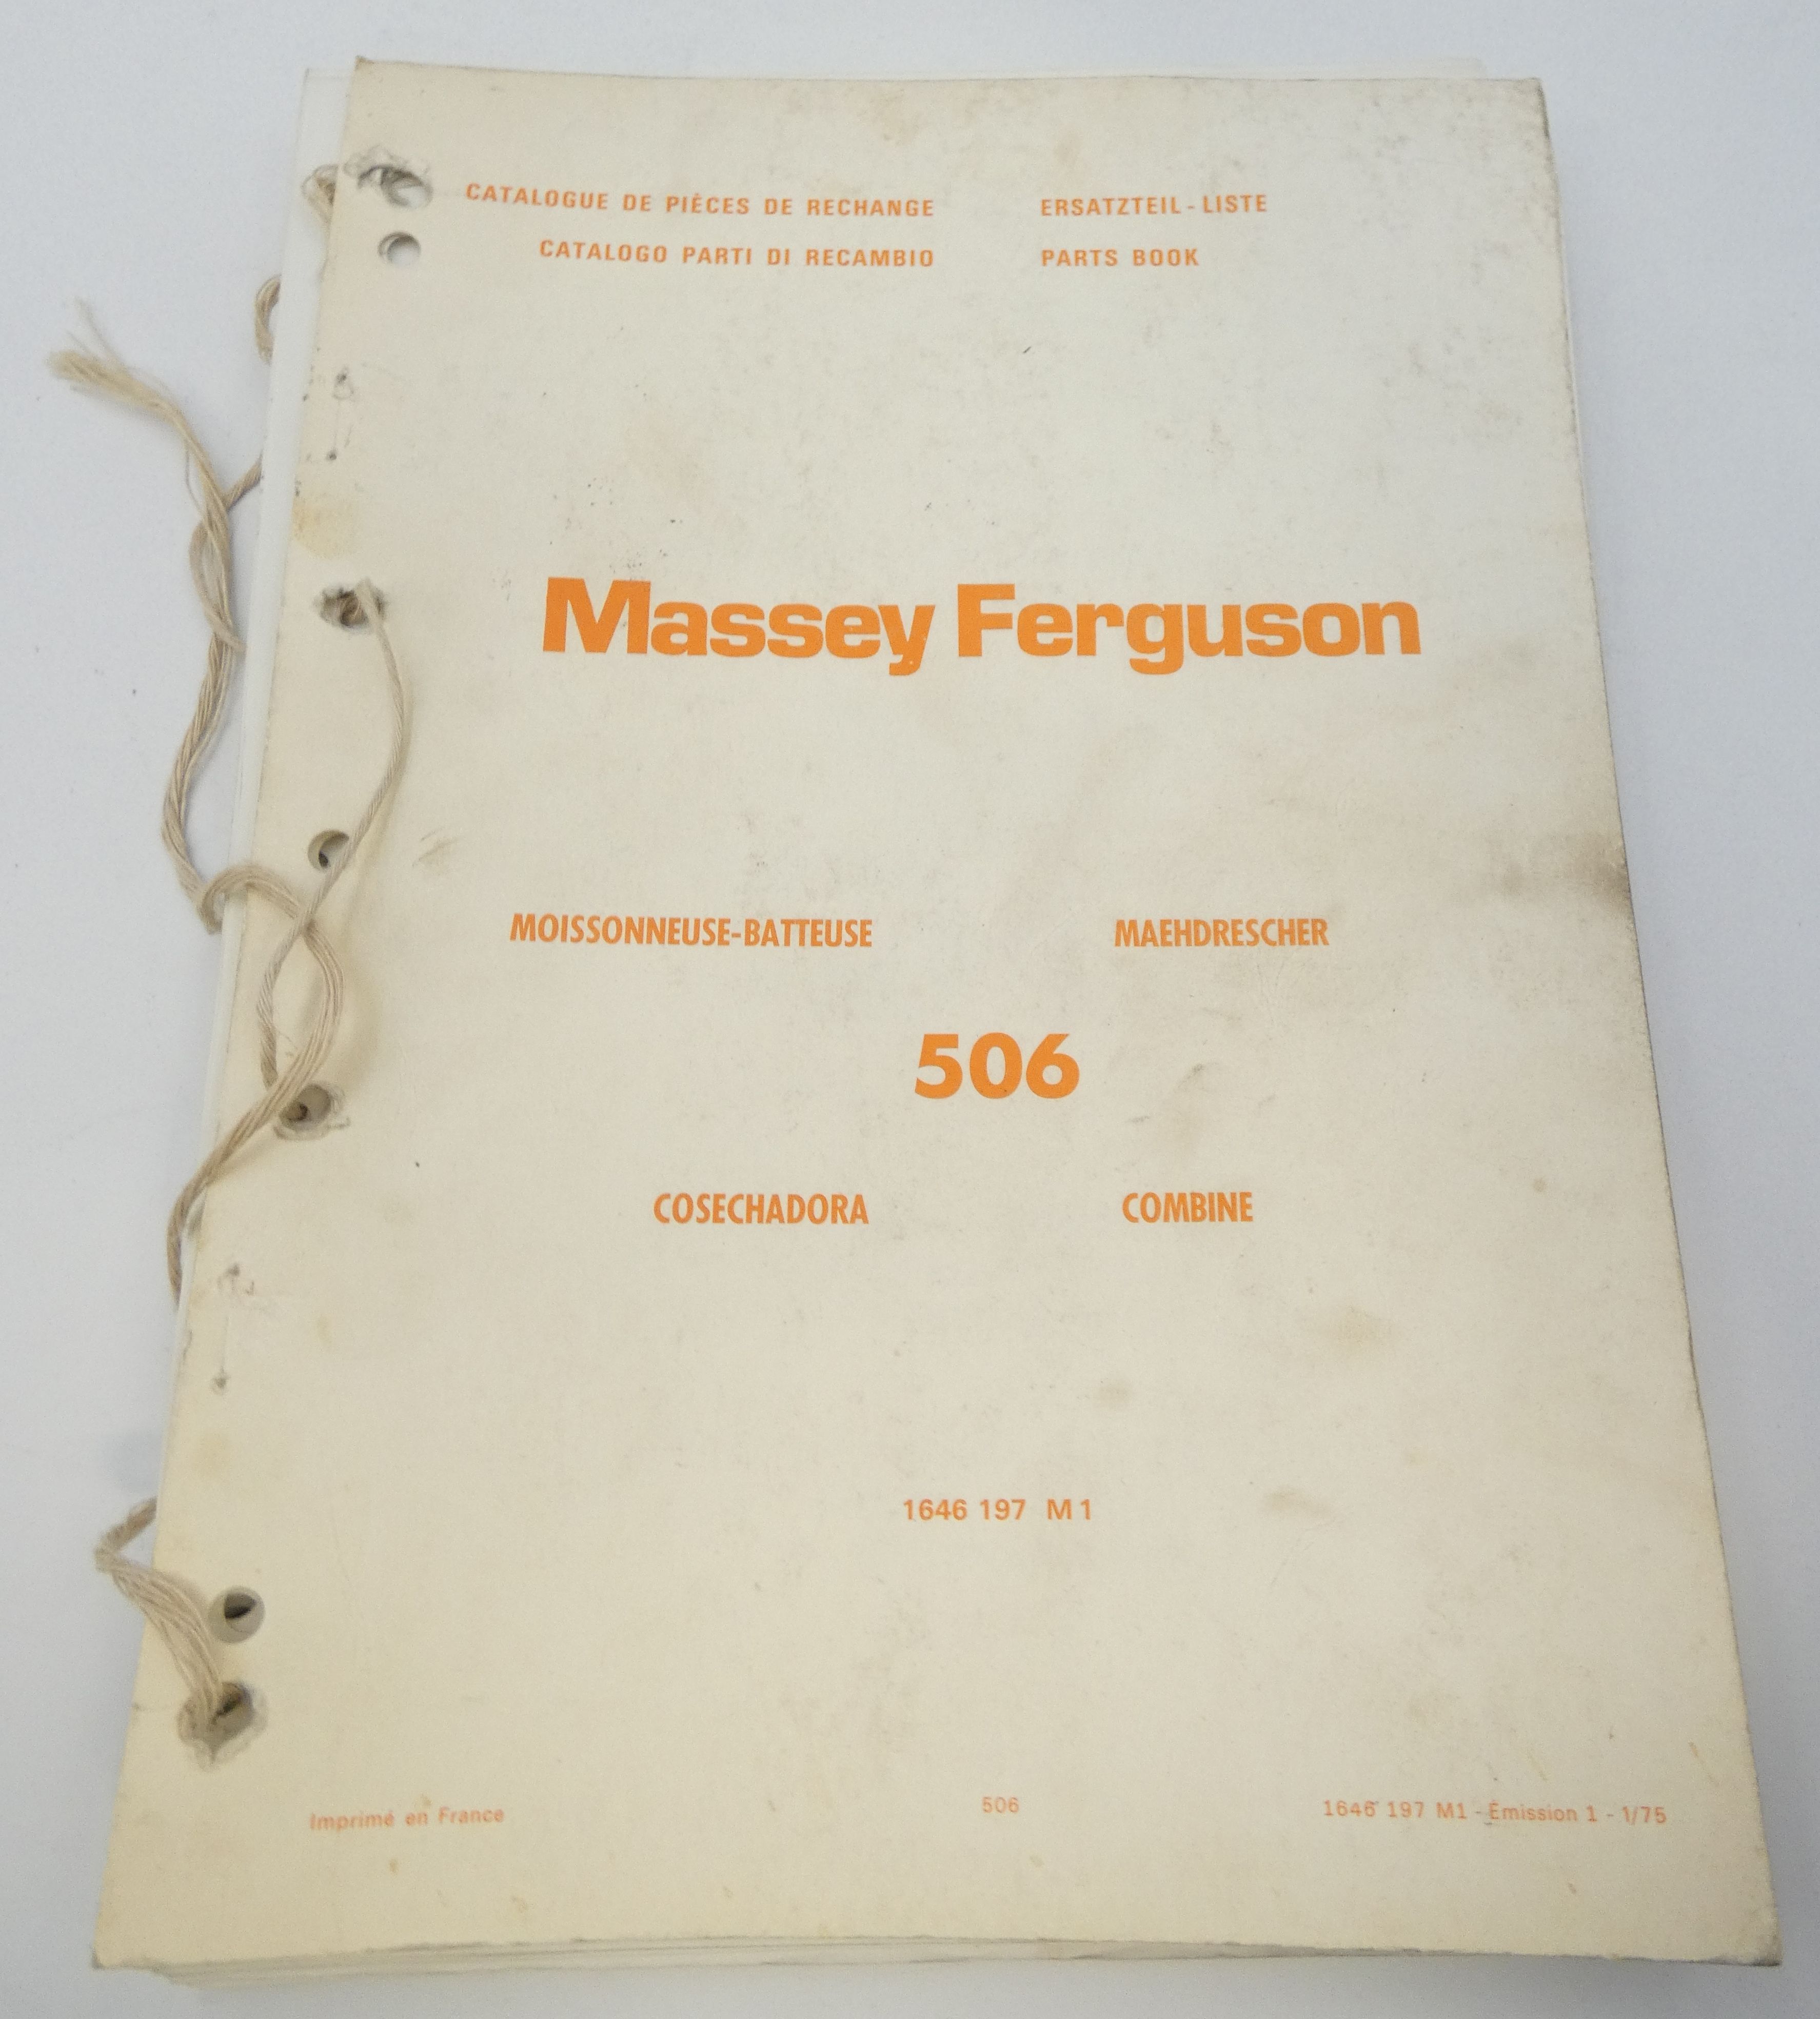 CATALOGUE DE PIÈCES DE RECHANGE
ERSATZTEIL - LISTE
CATALOGO PARTI DI RECAMBIO
PARTS BOOK
Massey Ferguson
MOISSONNEUSE-BATTEUSE
MAEHDRESCHER
506
COSECHADORA
COMBINE
1646 197 M1
Imprimé en France
506
1646 197 M1 - Émission 1 - 1/75